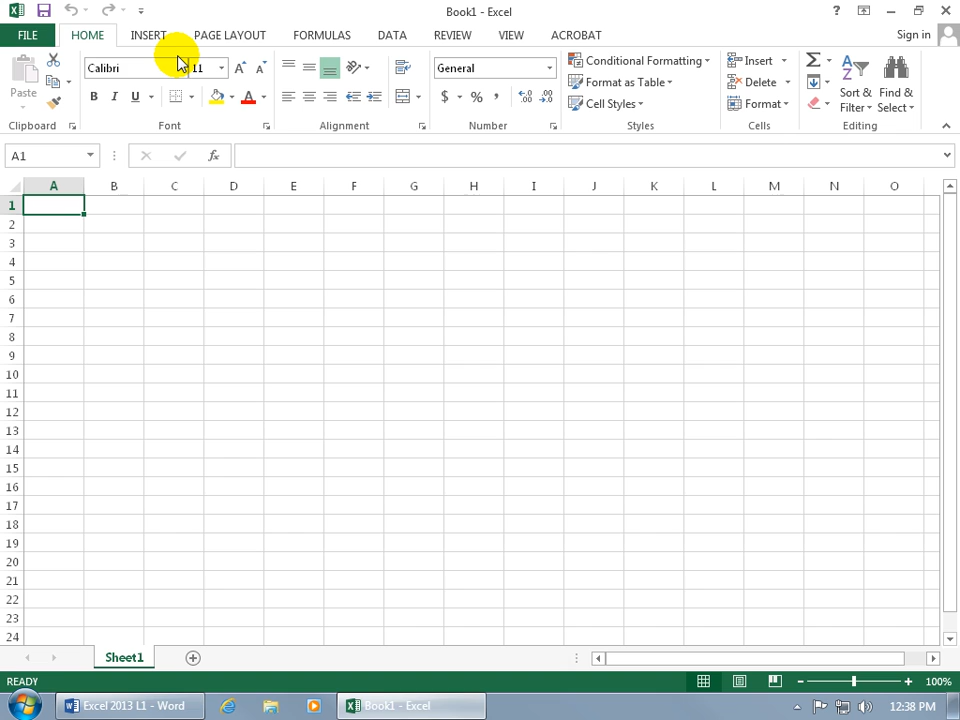 Book1 - Excel
?
FILE
HOME
INSERT
PAGE LAYOUT
FORMULAS
DATA
REVIEW
VIEW
ACROBAT
Sign in
Paste
Calibri
11
A A
B I U
A
General
$ % ,
Conditional Formatting
Format as Table
Cell Styles
Insert
Delete
Format
Sort & Filter
Find & Select
Clipboard
Font
Alignment
Number
Styles
Cells
Editing
A1
fx
A B C D E F G H I J K L M N O
1
2
3
4
5
6
7
8
9
10
11
12
13
14
15
16
17
18
19
20
21
22
23
24
Sheet1
READY
100%
Excel 2013 L1 - Word
Book1 - Excel
12:38 PM